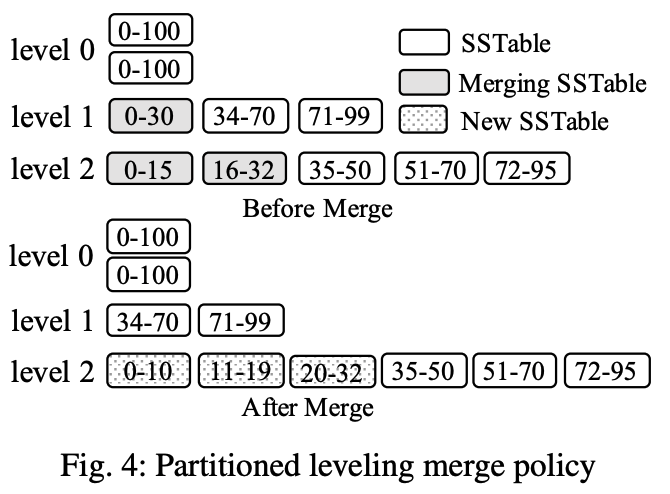 level 0
0-100
0-100
SSTable
Merging SSTable
New SSTable
level 1 0-30 34-70 71-99
level 2 0-15 16-32 35-50 51-70 72-95
Before Merge
level 0
0-100
0-100
level 1 34-70 71-99
level 2 0-10 11-19 20-32 35-50 51-70 72-95
After Merge
Fig. 4: Partitioned leveling merge policy